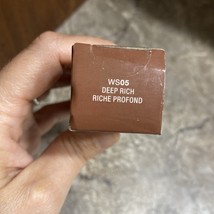 WS05
DEEP RICH
RICHE PROFOND